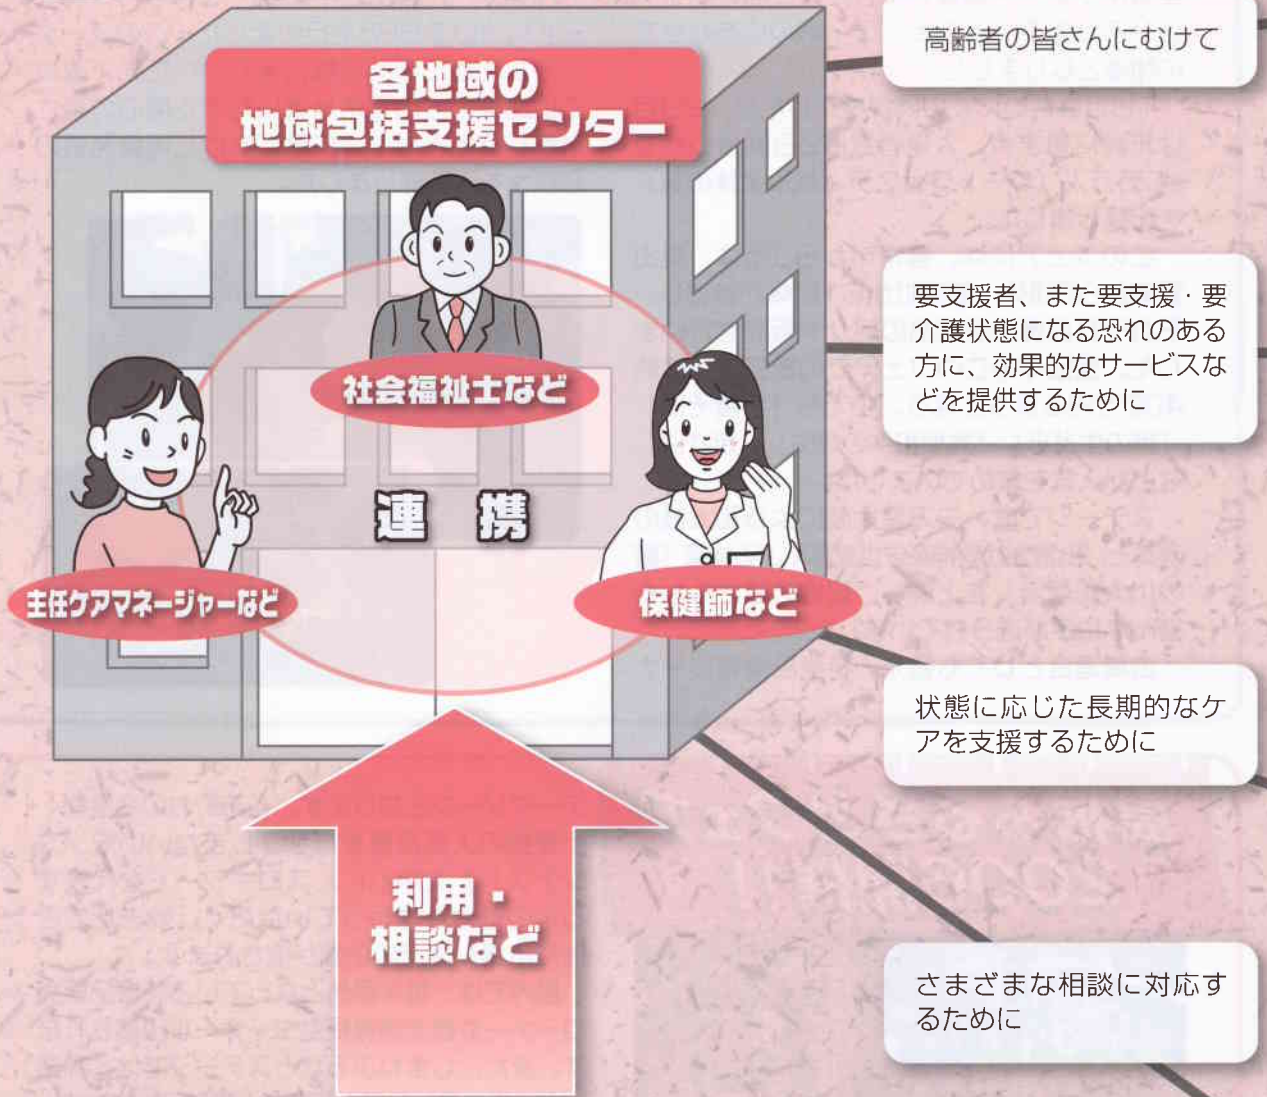 各地域の
地域包括支援センター
社会福祉士など
連携
主任ケアマネージャーなど
保健師など
利用・
相談など
高齢者の皆さんにむけて
要支援者、また要支援・要
介護状態になる恐れのある
方に、効果的なサービスな
どを提供するために
状態に応じた長期的なケ
アを支援するために
さまざまな相談に対応す
るために